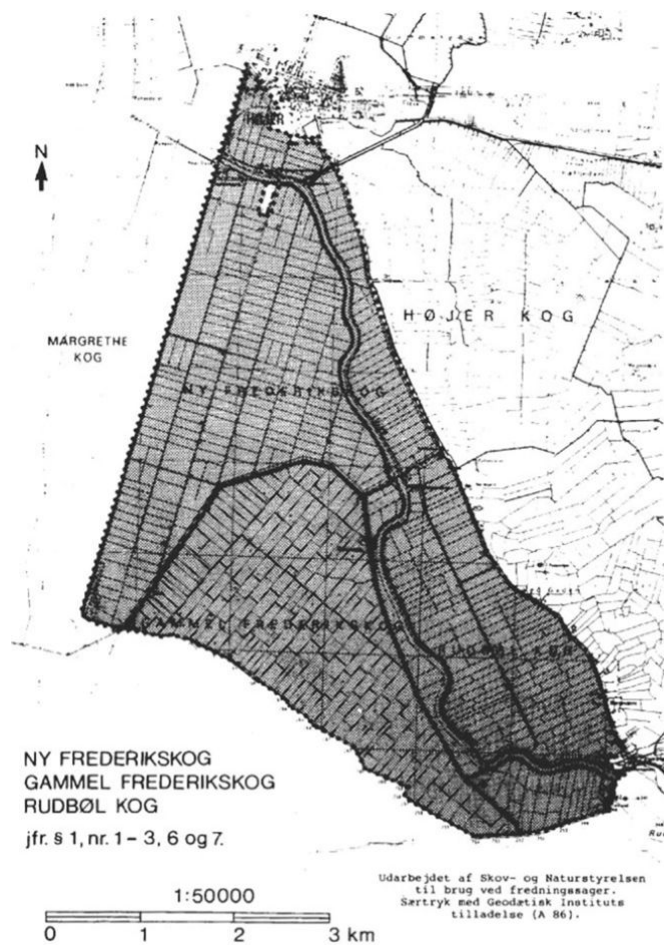 HØJER
N
HØJER KOG
MARGRETHE
KOG
NY FREDERIKSKOG
GAMMEL FREDERIKSKOG
RUDBØL KOG
NY FREDERIKSKOG
GAMMEL FREDERIKSKOG
RUDBØL KOG
jfr. § 1, nr. 1 – 3, 6 og 7.
Udarbejdet af Skov- og Naturstyrelsen
til brug ved fredningssager.
Særtryk med Geodætisk Instituts
tilladelse (A 86).
1:50000
0 1 2 3 km